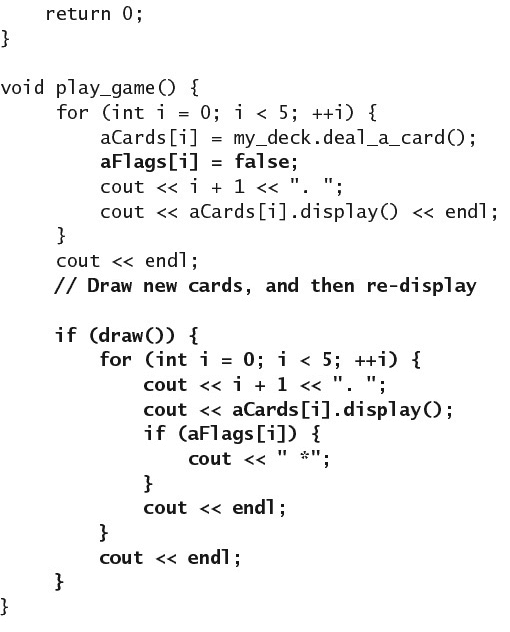 return 0;
}

void play_game() {
     for (int i = 0; i < 5; ++i) {
         aCards[i] = my_deck.deal_a_card();
         aFlags[i] = false;
         cout << i + 1 << ". ";
         cout << aCards[i].display() << endl;
     }
     cout << endl;
     // Draw new cards, and then re-display

     if (draw()) {
         for (int i = 0; i < 5; ++i) {
             cout << i + 1 << ". ";
             cout << aCards[i].display();
             if (aFlags[i]) {
                 cout << " *";
             }
             cout << endl;
         }
         cout << endl;
     }
}